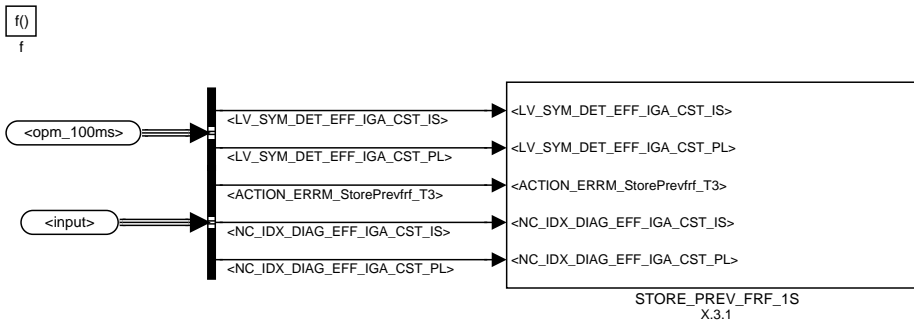 f()
f
<LV_SYM_DET_EFF_IGA_CST_IS>
<LV_SYM_DET_EFF_IGA_CST_IS>
<opm_100ms>
<LV_SYM_DET_EFF_IGA_CST_PL>
<LV_SYM_DET_EFF_IGA_CST_PL>
<ACTION_ERRM_StorePrevfrf_T3>
<ACTION_ERRM_StorePrevfrf_T3>
<input>
<NC_IDX_DIAG_EFF_IGA_CST_IS>
<NC_IDX_DIAG_EFF_IGA_CST_IS>
<NC_IDX_DIAG_EFF_IGA_CST_PL>
<NC_IDX_DIAG_EFF_IGA_CST_PL>
STORE_PREV_FRF_1S
X.3.1